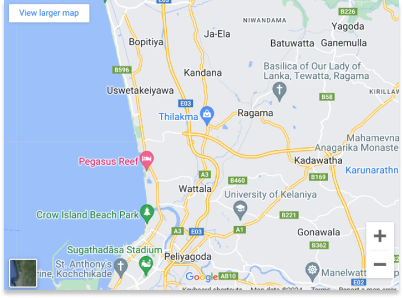 View larger map
B226
NIWANDAMA
Yagoda
Ja-Ela
Bopitiya
Batuwatta
Ganemulla
Kandana
Basilica of Our Lady
of Lanka, Tewatta, Ragama
B596
Uswetakeiyawa
E03
B58
KIRILLAW
Thilakma
Ragama
Mahamevna
Anagarika Monaste
Pegasus Reef
Kadawatha
Karunarathn
A3
B460
B169
Wattala
University of Kelaniya
Crow Island Beach Park
B221
A3
E03
A1
Gonawala
Sugathadāsa Stadium
B362
Peliyagoda
St. Anthony's
rine, Kochchikade
Google
AB10
Manelwatt
Keyboard shortcuts
Map data ©2024
Terms
Report a map error